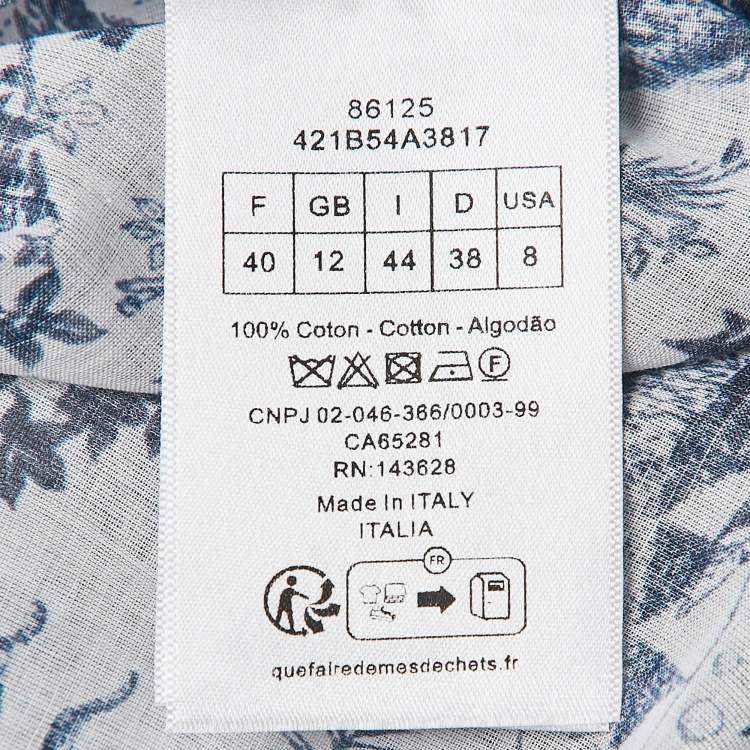 86125
421B54A3817
F GB I D USA
40 12 44 38 8
100% Coton - Cotton - Algodão
F
CNPJ 02-046-366/0003-99
CA65281
RN:143628
Made In ITALY
ITALIA
FR
quefairedemesdechets.fr